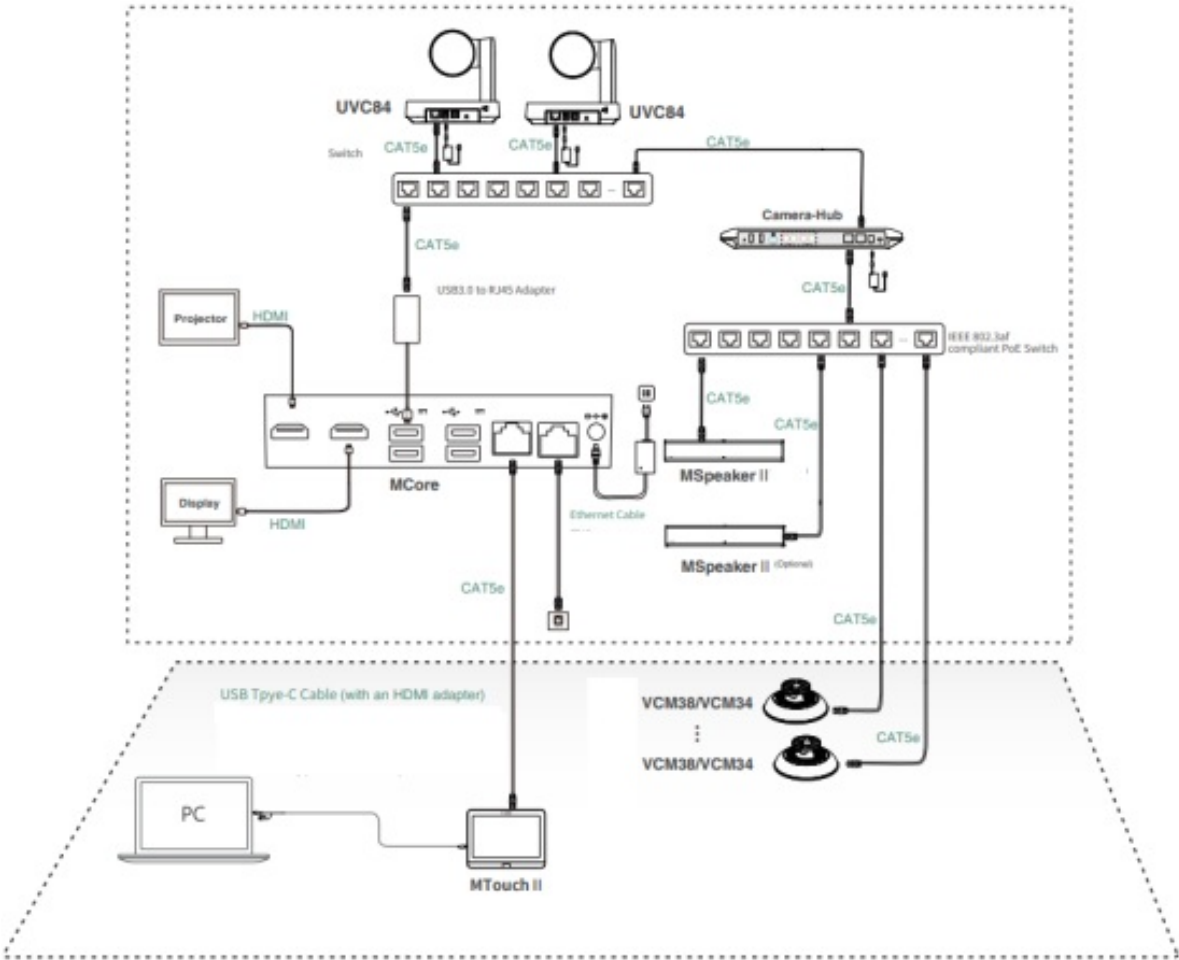 UVC84
UVC84
CAT5e
CAT5e
CAT5e
Switch
Camera-Hub
CAT5e
USB3.0 to RJ45 Adapter
CAT5e
Projector
HDMI
IEEE 802.3af
compliant PoE Switch
CAT5e
CAT5e
MSpeaker II
MCore
Display
HDMI
Ethernet Cable
MSpeaker II (Optional)
CAT5e
CAT5e
USB Tpye-C Cable (with an HDMI adapter)
VCM38/VCM34
CAT5e
VCM38/VCM34
PC
MTouch II